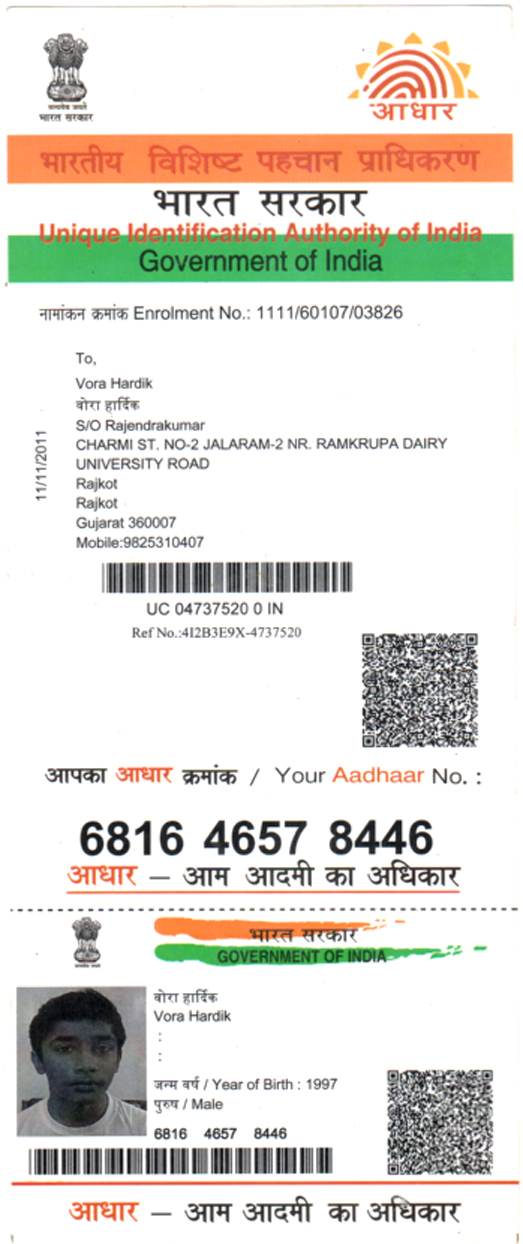 सत्यमेव जयते
भारत सरकार
आधार
भारतीय विशिष्ट पहचान प्राधिकरण
भारत सरकार
Unique Identification Authority of India
Government of India
नामांकन क्रमांक Enrolment No.: 1111/60107/03826
To,
Vora Hardik
वोरा हार्दिक
S/O Rajendrakumar
CHARMI ST. NO-2 JALARAM-2 NR. RAMKRUPA DAIRY
UNIVERSITY ROAD
Rajkot
Rajkot
Gujarat 360007
Mobile:9825310407
11/11/2011
UC 04737520 0 IN
Ref No.:4I2B3E9X-4737520
आपका आधार क्रमांक / Your Aadhaar No. :
6816 4657 8446
आधार – आम आदमी का अधिकार
भारत सरकार
GOVERNMENT OF INDIA
वोरा हार्दिक
Vora Hardik
:
:
जन्म वर्ष / Year of Birth : 1997
पुरुष / Male
6816 4657 8446
आधार – आम आदमी का अधिकार